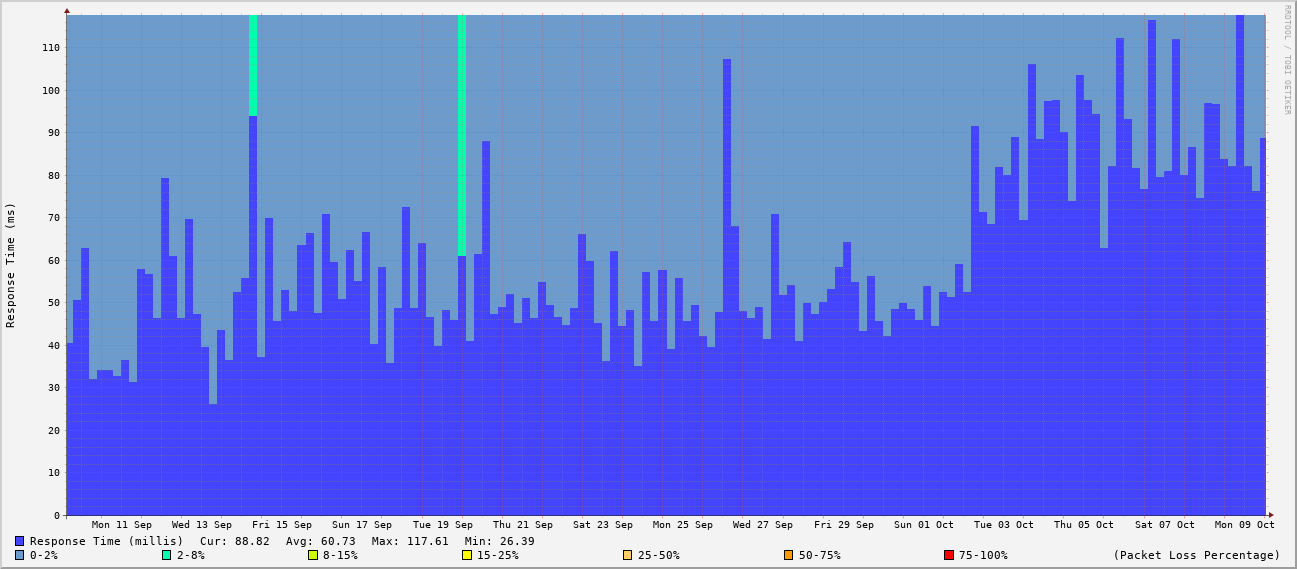 RRDTOOL / TOBI OETIKER
Response Time (ms)
110
100
90
80
70
60
50
40
30
20
10
0
Mon 11 Sep Wed 13 Sep Fri 15 Sep Sun 17 Sep Tue 19 Sep Thu 21 Sep Sat 23 Sep Mon 25 Sep Wed 27 Sep Fri 29 Sep Sun 01 Oct Tue 03 Oct Thu 05 Oct Sat 07 Oct Mon 09 Oct
Response Time (millis) Cur: 88.82 Avg: 60.73 Max: 117.61 Min: 26.39
0-2% 2-8% 8-15% 15-25% 25-50% 50-75% 75-100% (Packet Loss Percentage)